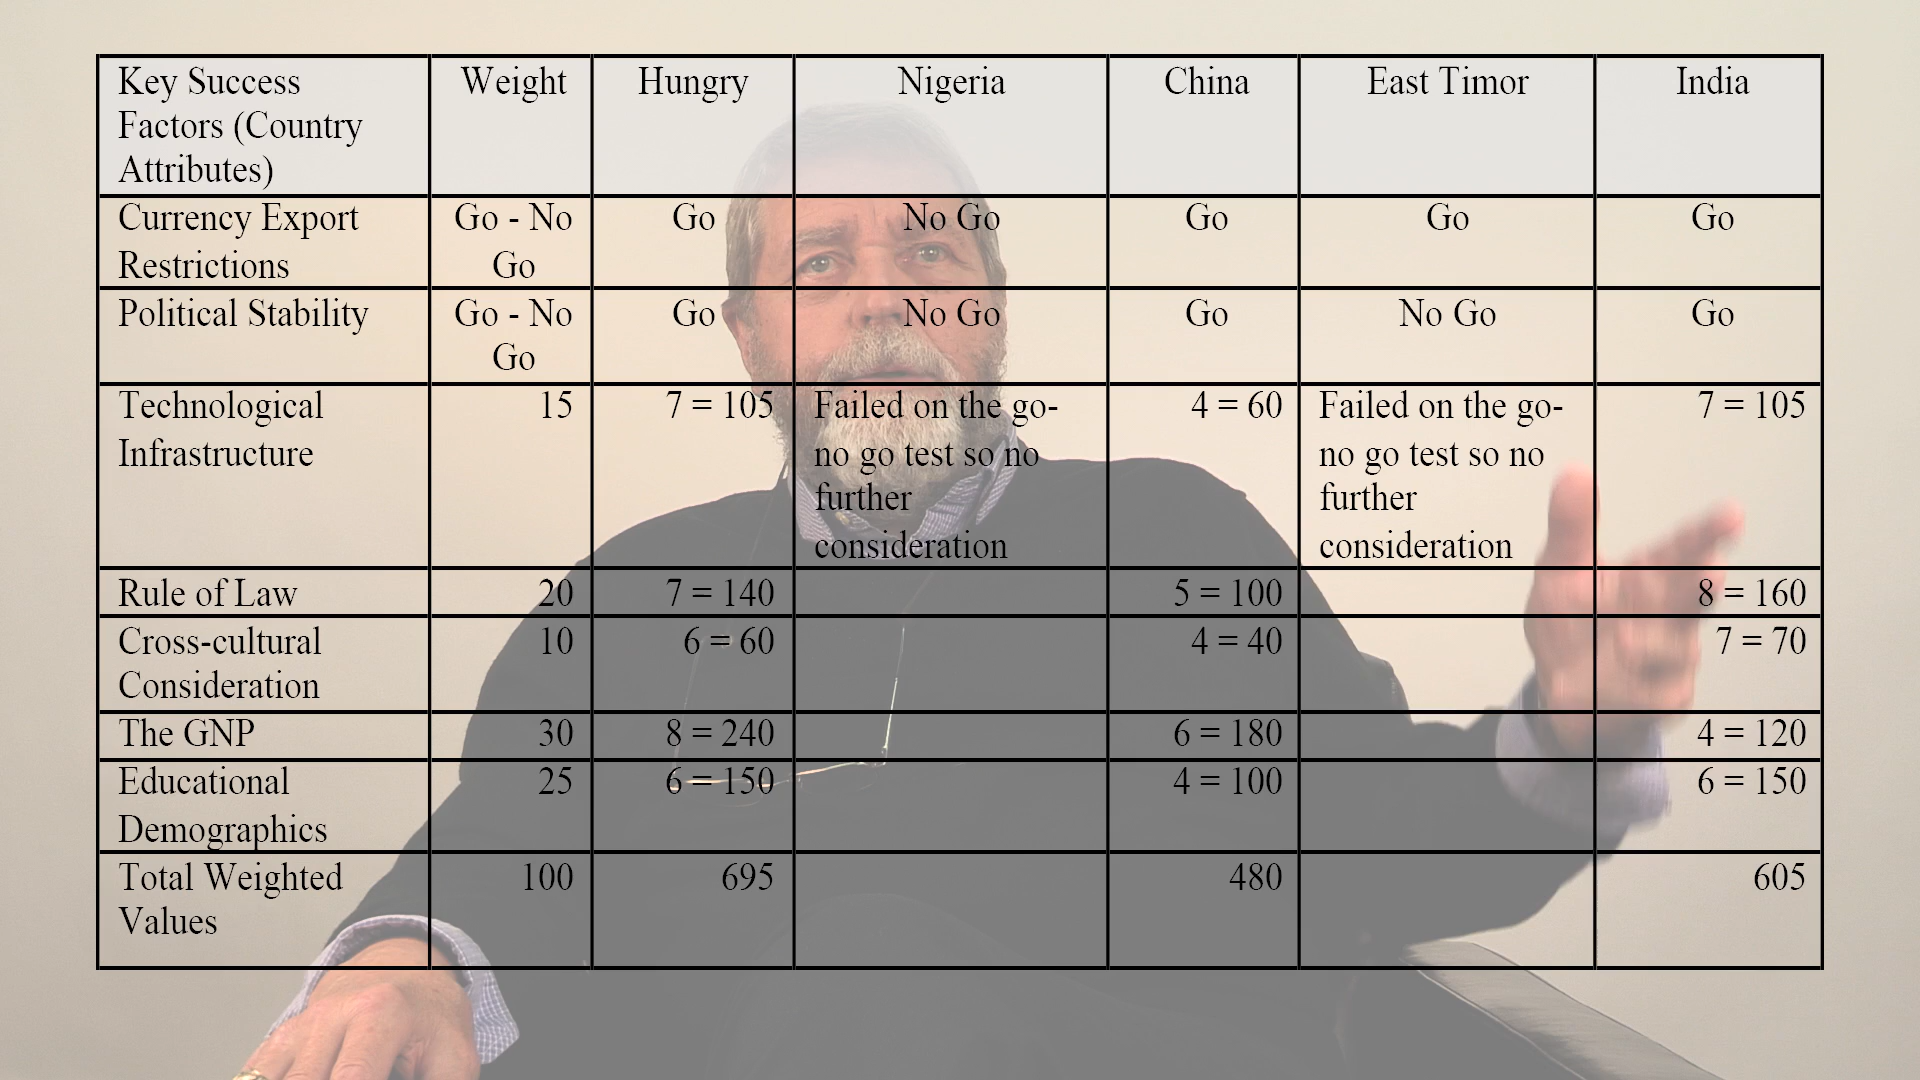 Key Success Factors (Country Attributes) Weight Hungry Nigeria China East Timor India
Currency Export Restrictions Go - No Go Go No Go Go Go Go
Political Stability Go - No Go Go No Go Go No Go Go
Technological Infrastructure 15 7 = 105 Failed on the go-no go test so no further consideration 4 = 60 Failed on the go-no go test so no further consideration 7 = 105
Rule of Law 20 7 = 140 5 = 100 8 = 160
Cross-cultural Consideration 10 6 = 60 4 = 40 7 = 70
The GNP 30 8 = 240 6 = 180 4 = 120
Educational Demographics 25 6 = 150 4 = 100 6 = 150
Total Weighted Values 100 695 480 605